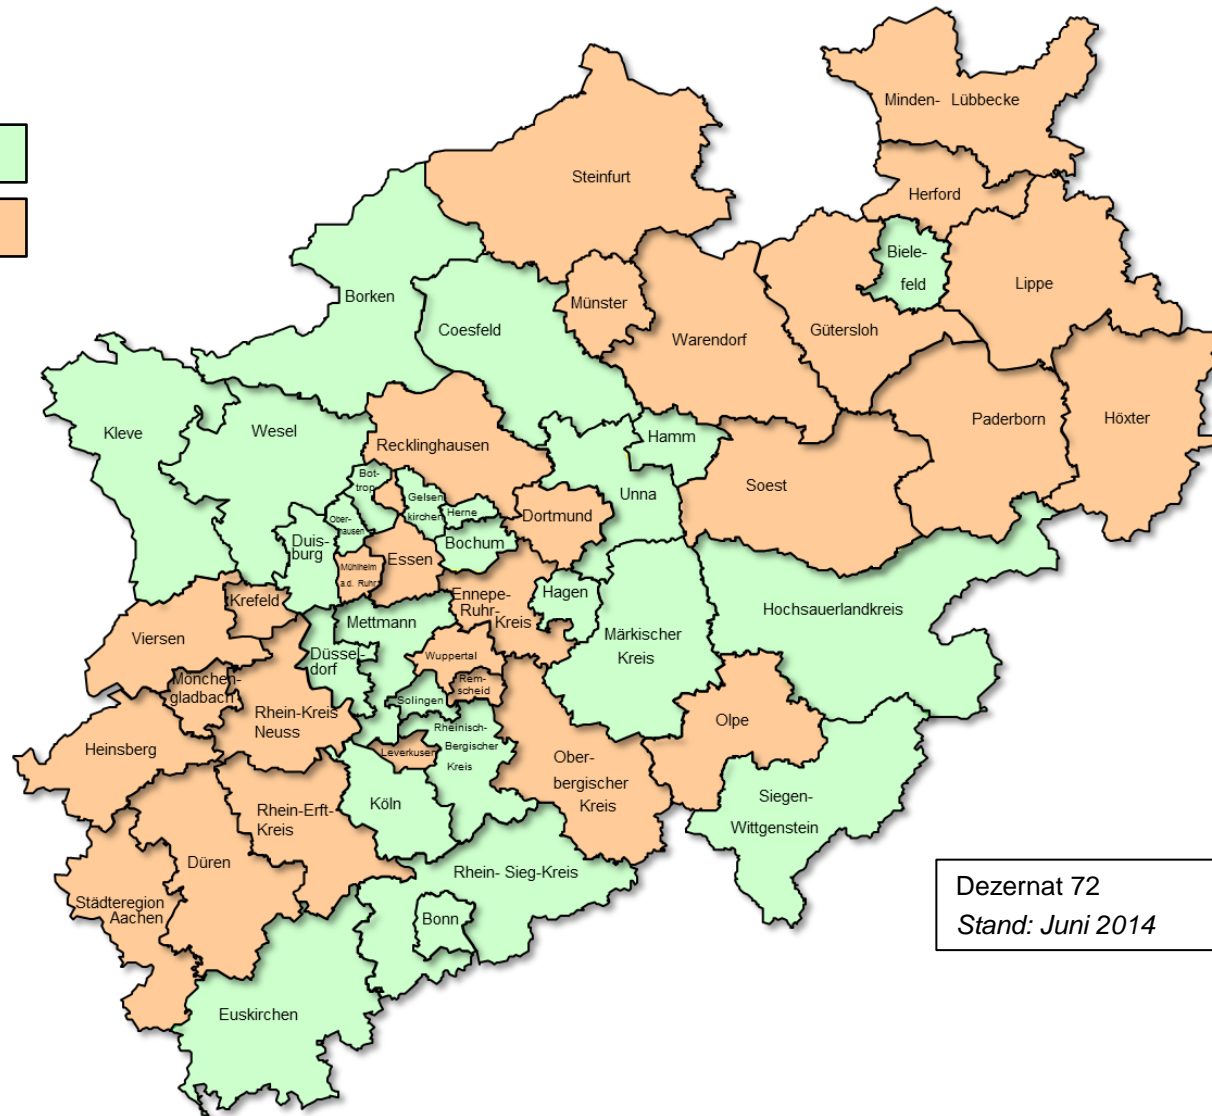 Minden- Lübbecke
Steinfurt
Herford
Biele-
feld
Lippe
Borken
Münster
Coesfeld
Warendorf
Gütersloh
Kleve
Wesel
Recklinghausen
Hamm
Paderborn
Höxter
Bot-
trop
Gelsen
kirchen
Unna
Soest
Herne
Dortmund
Ober-
hausen
Duis-
burg
Bochum
Essen
Mühlheim
a.d. Ruhr
Hagen
Ennepe-
Ruhr-
Kreis
Krefeld
Mettmann
Hochsauerlandkreis
Viersen
Märkischer
Kreis
Düssel-
dorf
Wuppertal
Rem-
scheid
Mönchen-
gladbach
Solingen
Rhein-Kreis
Neuss
Olpe
Rheinisch-
Bergischer
Kreis
Heinsberg
Leverkusen
Ober-
bergischer
Kreis
Rhein-Erft-
Kreis
Köln
Siegen-
Wittgenstein
Düren
Rhein- Sieg-Kreis
Städteregion
Aachen
Bonn
Euskirchen
Dezernat 72
Stand: Juni 2014